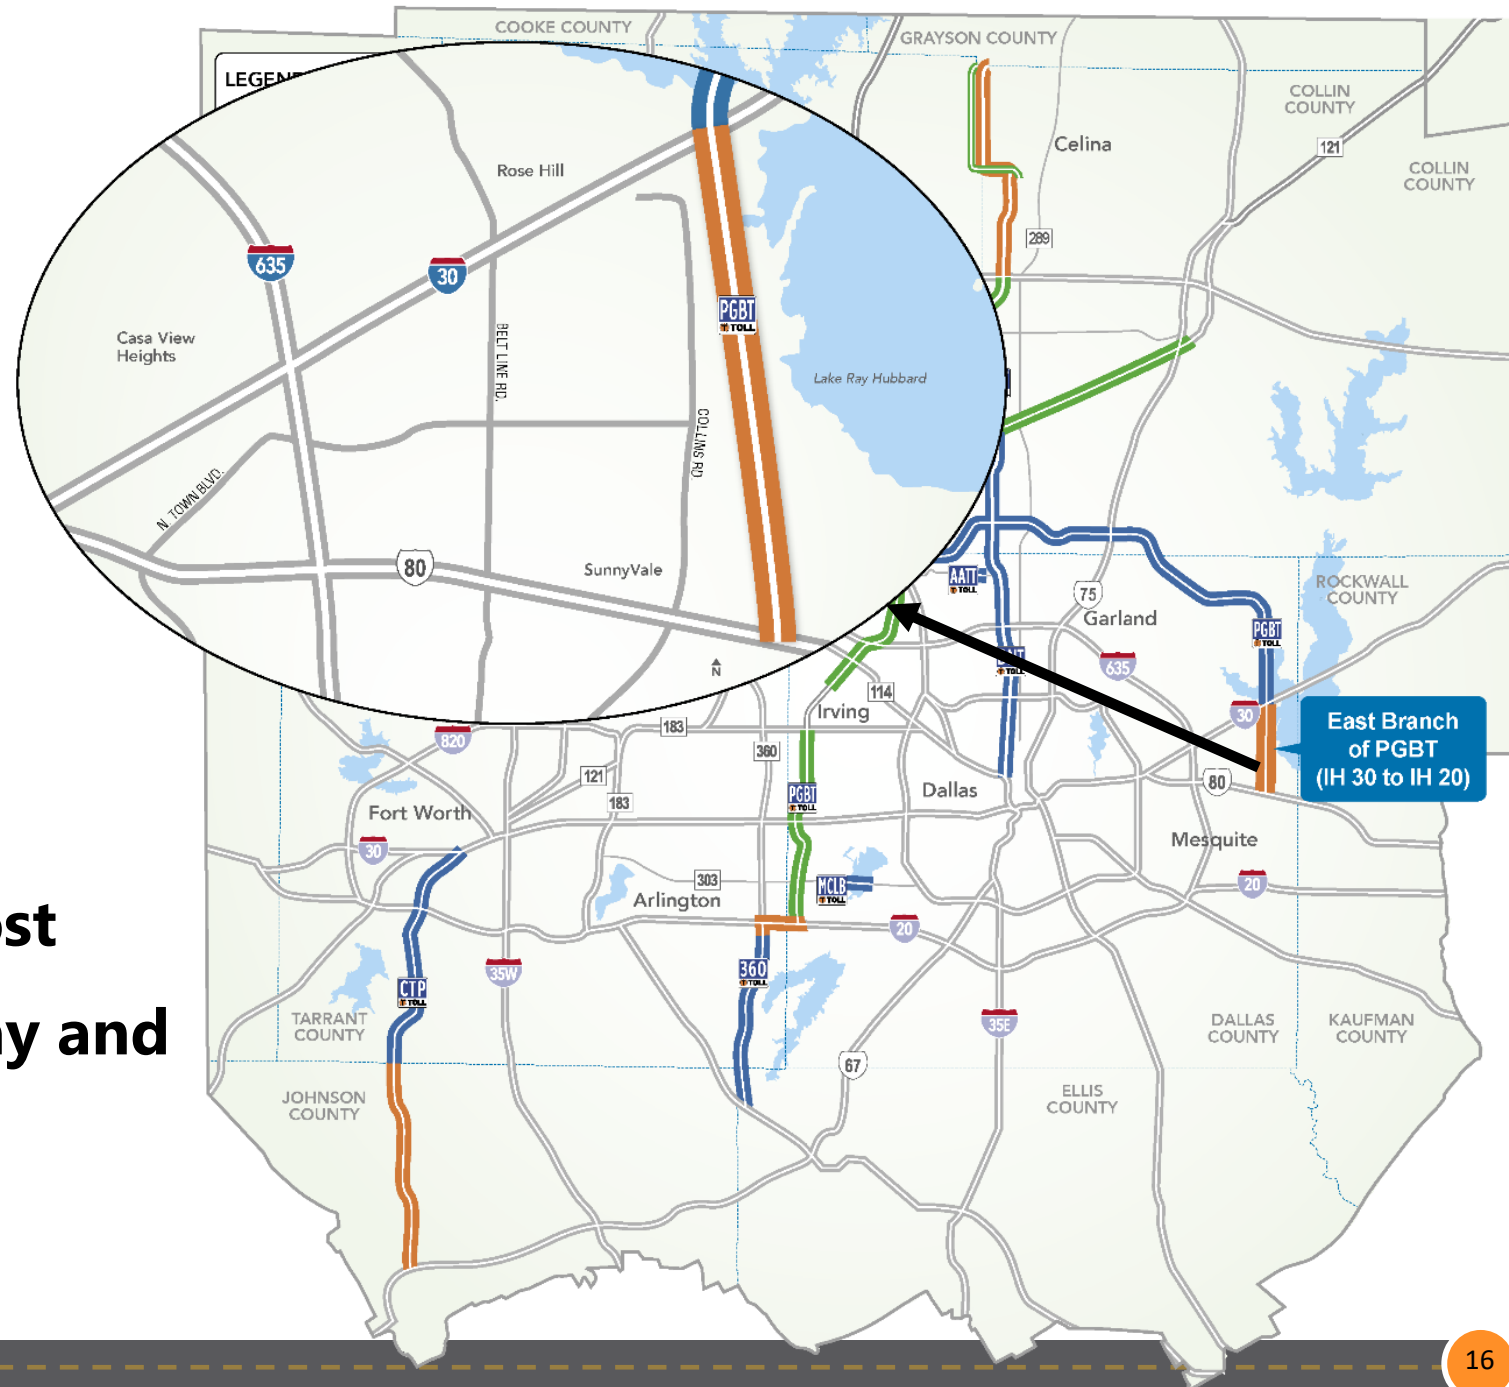 COOKE COUNTY
GRAYSON COUNTY
LEGEN
COLLIN
COUNTY
Celina
121
COLLIN
COUNTY
Rose Hill
289
635
30
PGBT
TOLL
Casa View
Heights
BELT LINE RD.
Lake Ray Hubbard
COLLINS RD.
N. TOWN BLVD.
80
SunnyVale
N
AATT
TOLL
75
ROCKWALL
COUNTY
Garland
PGBT
TOLL
635
TOLL
114
Irving
30
East Branch
of PGBT
(IH 30 to IH 20)
183
820
360
121
183
PGBT
TOLL
Dallas
80
Fort Worth
30
Mesquite
303
MCLB
TOLL
20
Arlington
ost
20
360
TOLL
35W
CTP
TOLL
TARRANT
COUNTY
35E
DALLAS
COUNTY
KAUFMAN
COUNTY
ay and
67
JOHNSON
COUNTY
ELLIS
COUNTY
16